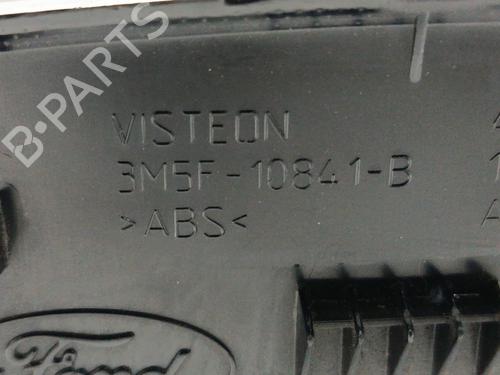 B-PARTS
VISTEON
3M5F-10841-B
>ABS<
Ford